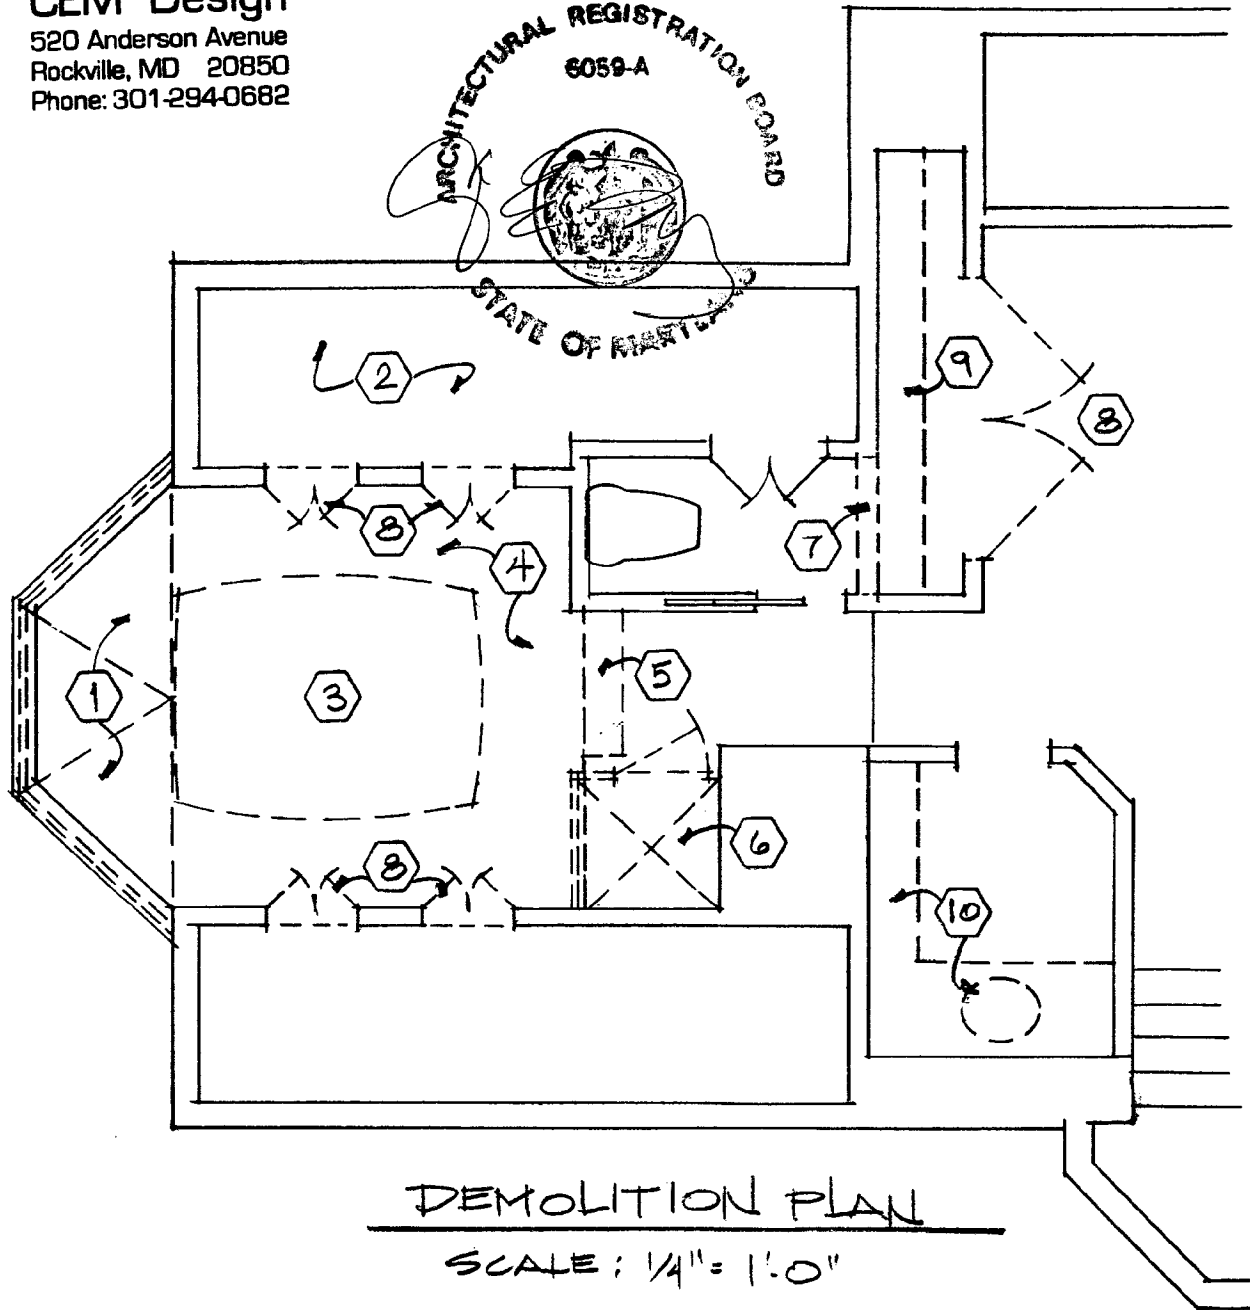 CEM Design
520 Anderson Avenue
Rockville, MD 20850
Phone: 301-294-0682
ARCHITECTURAL REGISTRATION BOARD
6059-A
STATE OF MARYLAND
2
9
8
8
7
4
5
1
3
6
8
10
DEMOLITION PLAN
SCALE: 1/4" = 1'-0"